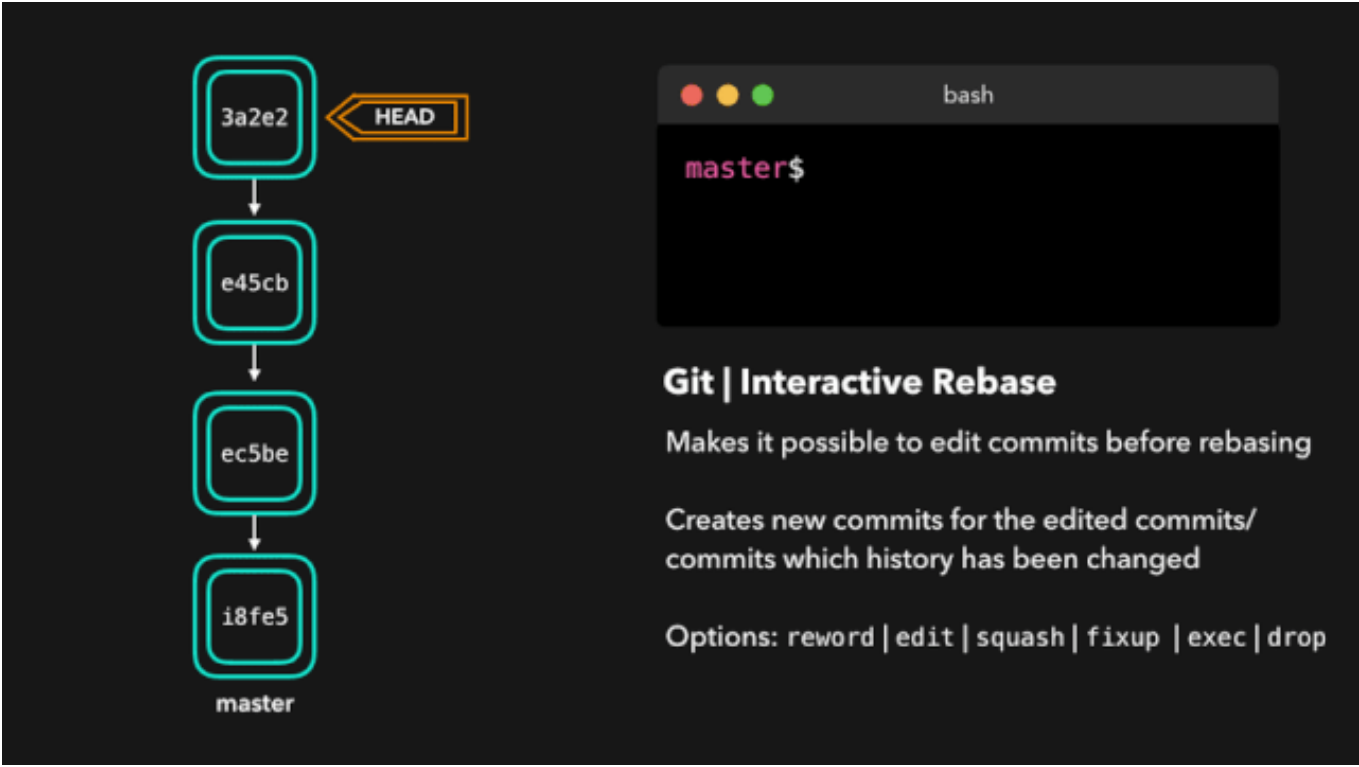 3a2e2
HEAD
e45cb
ec5be
i8fe5
master
bash
master$
Git | Interactive Rebase
Makes it possible to edit commits before rebasing
Creates new commits for the edited commits/
commits which history has been changed
Options: reword | edit | squash | fixup | exec | drop